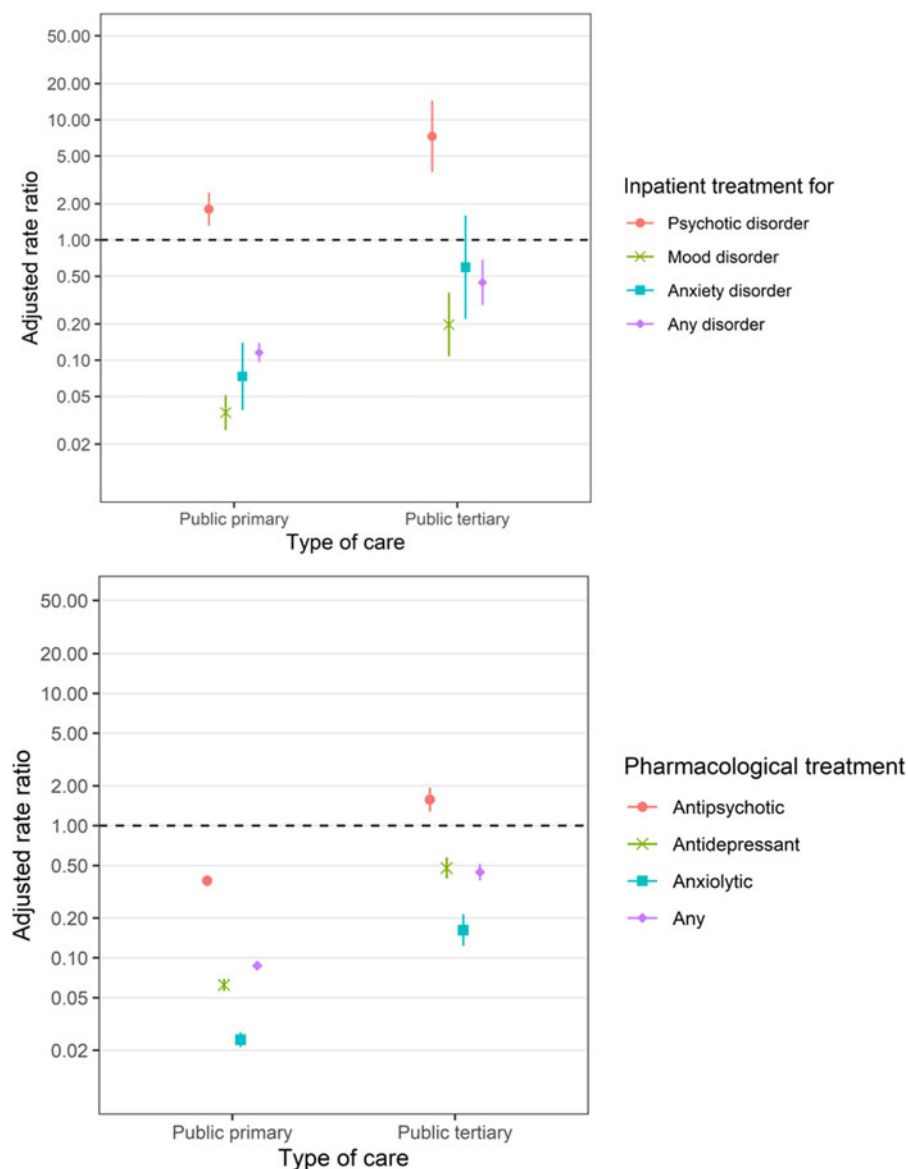 50.00
20.00
10.00
5.00
2.00
1.00
0.50
0.20
0.10
0.05
0.02
Adjusted rate ratio
Public primary
Public tertiary
Type of care
Inpatient treatment for
Psychotic disorder
Mood disorder
Anxiety disorder
Any disorder
50.00
20.00
10.00
5.00
2.00
1.00
0.50
0.20
0.10
0.05
0.02
Adjusted rate ratio
Public primary
Public tertiary
Type of care
Pharmacological treatment
Antipsychotic
Antidepressant
Anxiolytic
Any